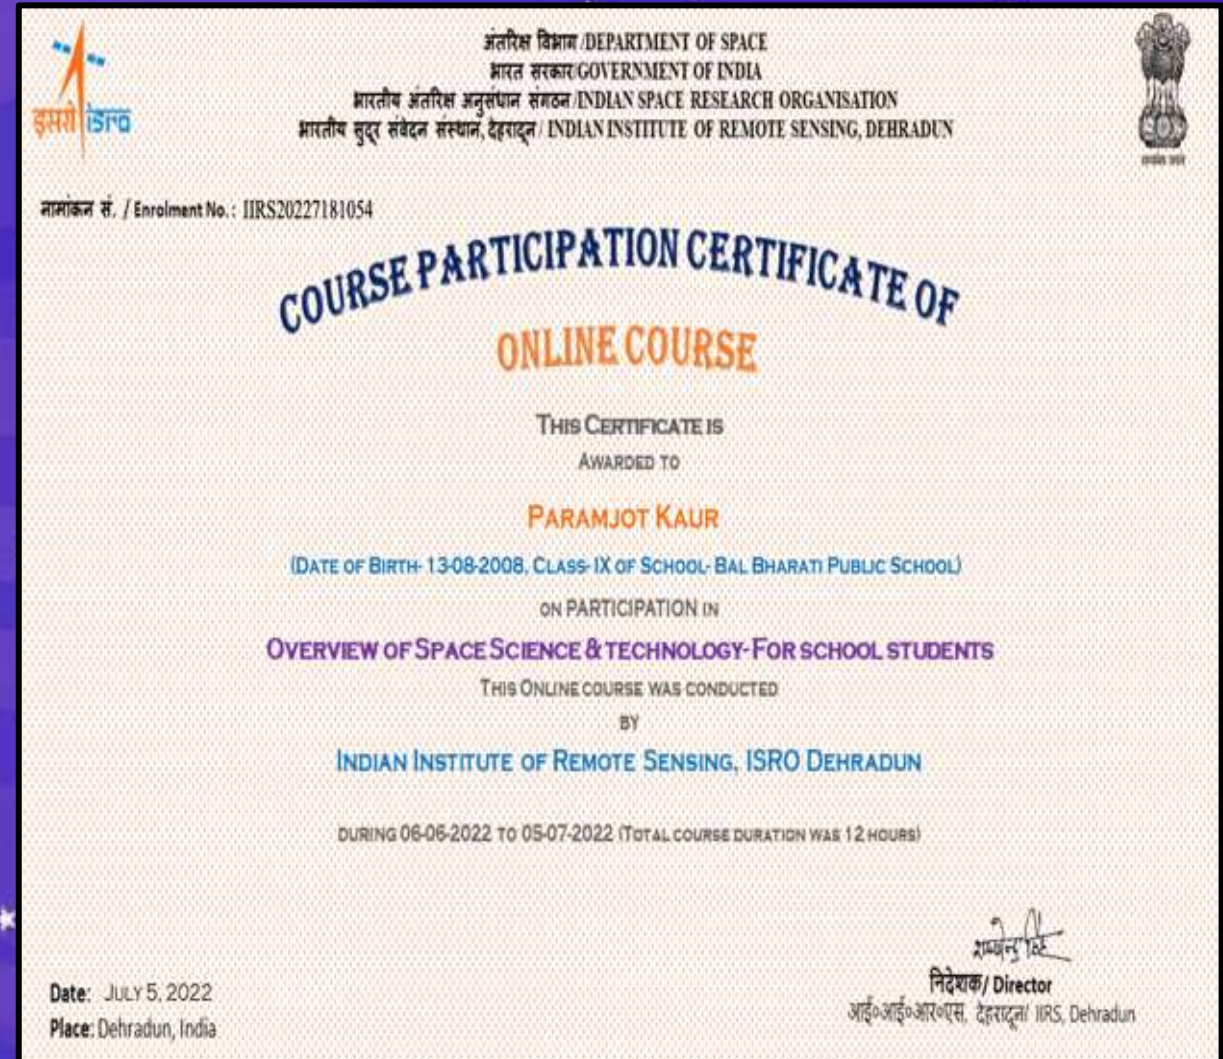 इसरो isro
अंतरिक्ष विभाग /DEPARTMENT OF SPACE
भारत सरकार/GOVERNMENT OF INDIA
भारतीय अंतरिक्ष अनुसंधान संगठन /INDIAN SPACE RESEARCH ORGANISATION
भारतीय सुदूर संवेदन संस्थान, देहरादून / INDIAN INSTITUTE OF REMOTE SENSING, DEHRADUN
सत्यमेव जयते
नामांकन सं. / Enrolment No. : IIRS20227181054
COURSE PARTICIPATION CERTIFICATE OF
ONLINE COURSE
THIS CERTIFICATE IS
AWARDED TO
PARAMJOT KAUR
(DATE OF BIRTH- 13-08-2008, CLASS- IX OF SCHOOL- BAL BHARATI PUBLIC SCHOOL)
ON PARTICIPATION IN
OVERVIEW OF SPACE SCIENCE & TECHNOLOGY- FOR SCHOOL STUDENTS
THIS ONLINE COURSE WAS CONDUCTED
BY
INDIAN INSTITUTE OF REMOTE SENSING, ISRO DEHRADUN
DURING 06-06-2022 TO 05-07-2022 (TOTAL COURSE DURATION WAS 12 HOURS)
निदेशक/ Director
आई०आई०आर०एस, देहरादून/ IIRS, Dehradun
Date: JULY 5, 2022
Place: Dehradun, India